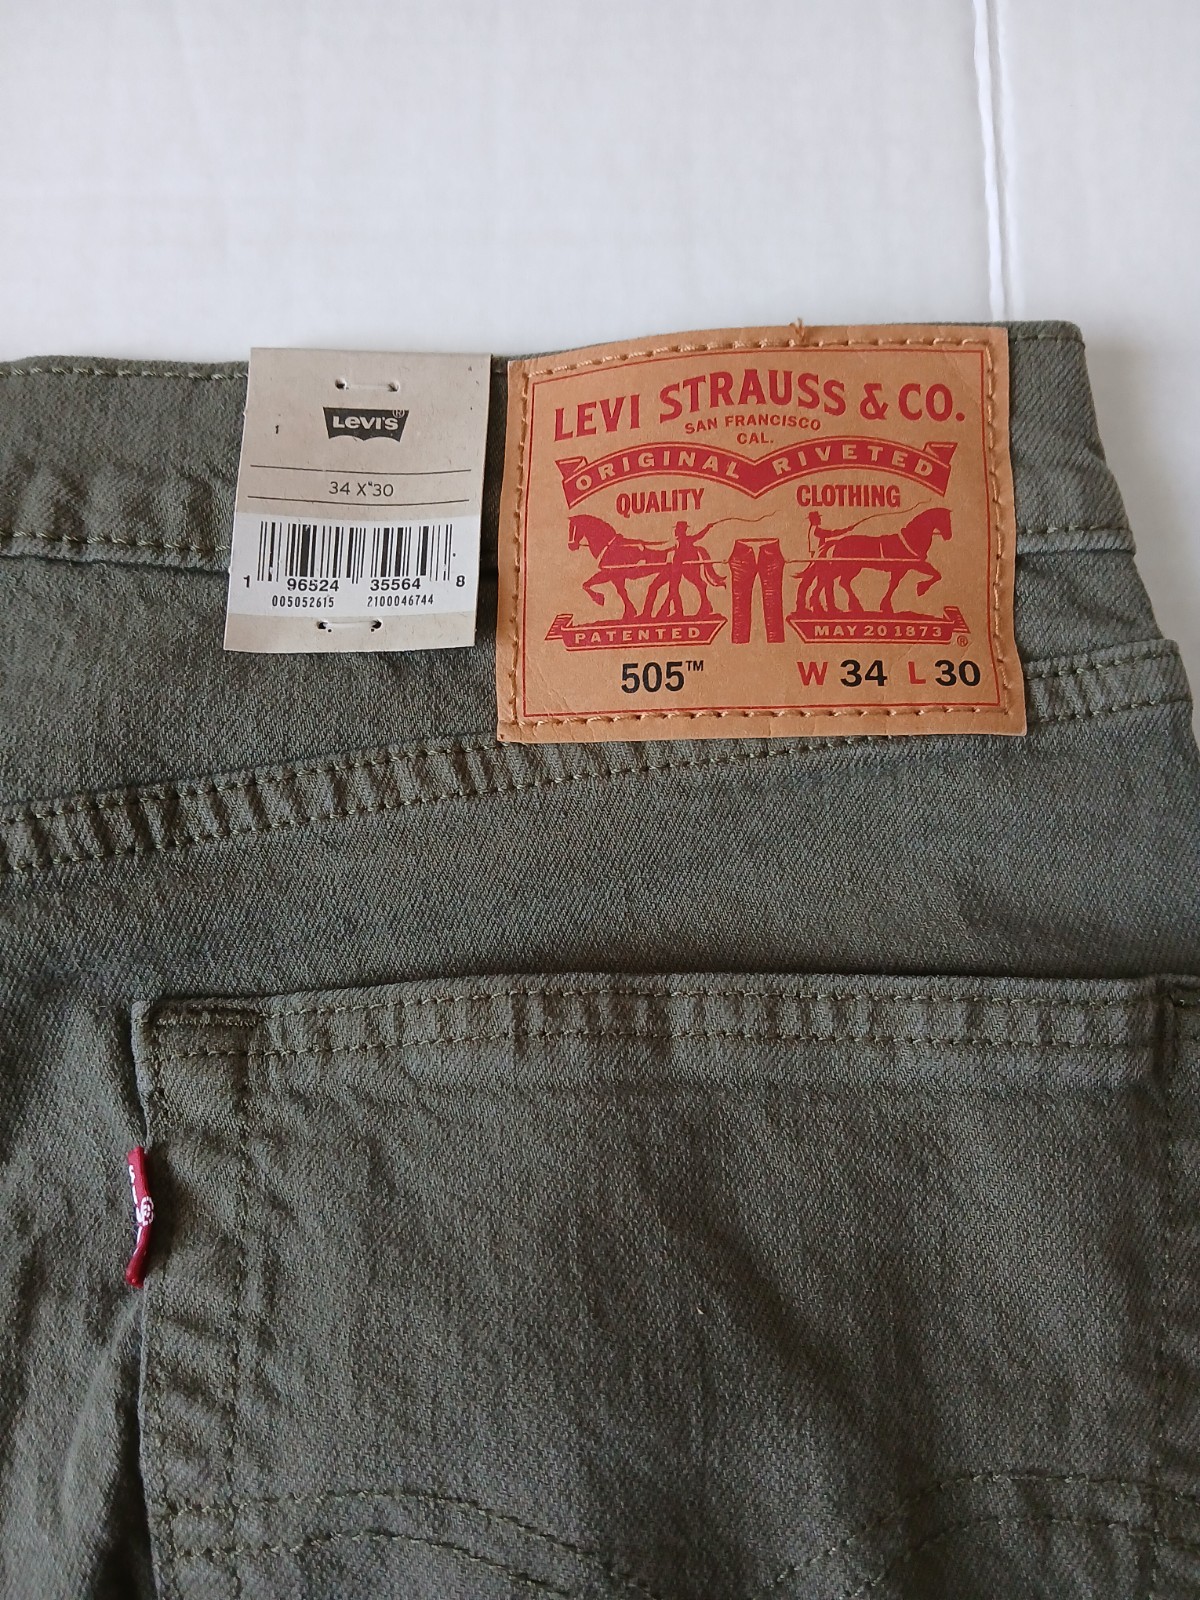 LEVI'S®
1
34 X 30
1 96524 35564 8
005052615 2100046744
LEVI STRAUSS & CO.
SAN FRANCISCO
CAL.
ORIGINAL RIVETED
QUALITY CLOTHING
PATENTED MAY 20 1873 ®
505™ W 34 L 30